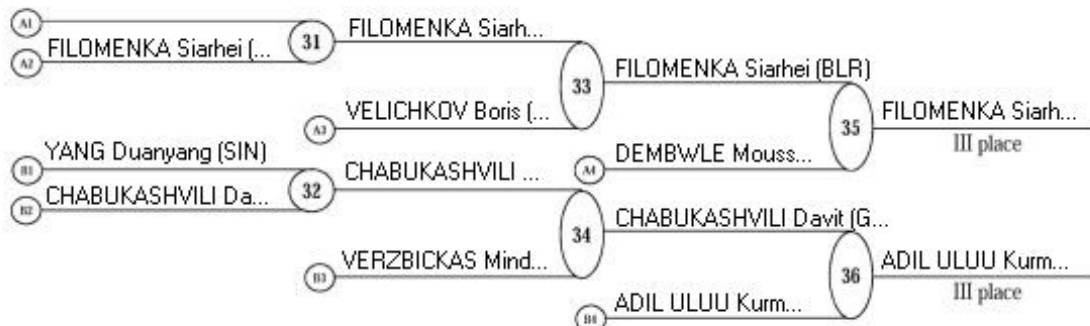 A1
FILOMENKA Siarhei (...
A2
31
FILOMENKA Siarh...
VELICHKOV Boris (...
A3
33
FILOMENKA Siarhei (BLR)
DEMBWLE Mouss...
A4
35
FILOMENKA Siarh...
III place
YANG Duanyang (SIN)
B1
CHABUKASHVILI Da...
B2
32
CHABUKASHVILI ...
VERZBICKAS Mind...
B3
34
CHABUKASHVILI Davit (G...
ADIL ULUU Kurm...
B4
36
ADIL ULUU Kurm...
III place